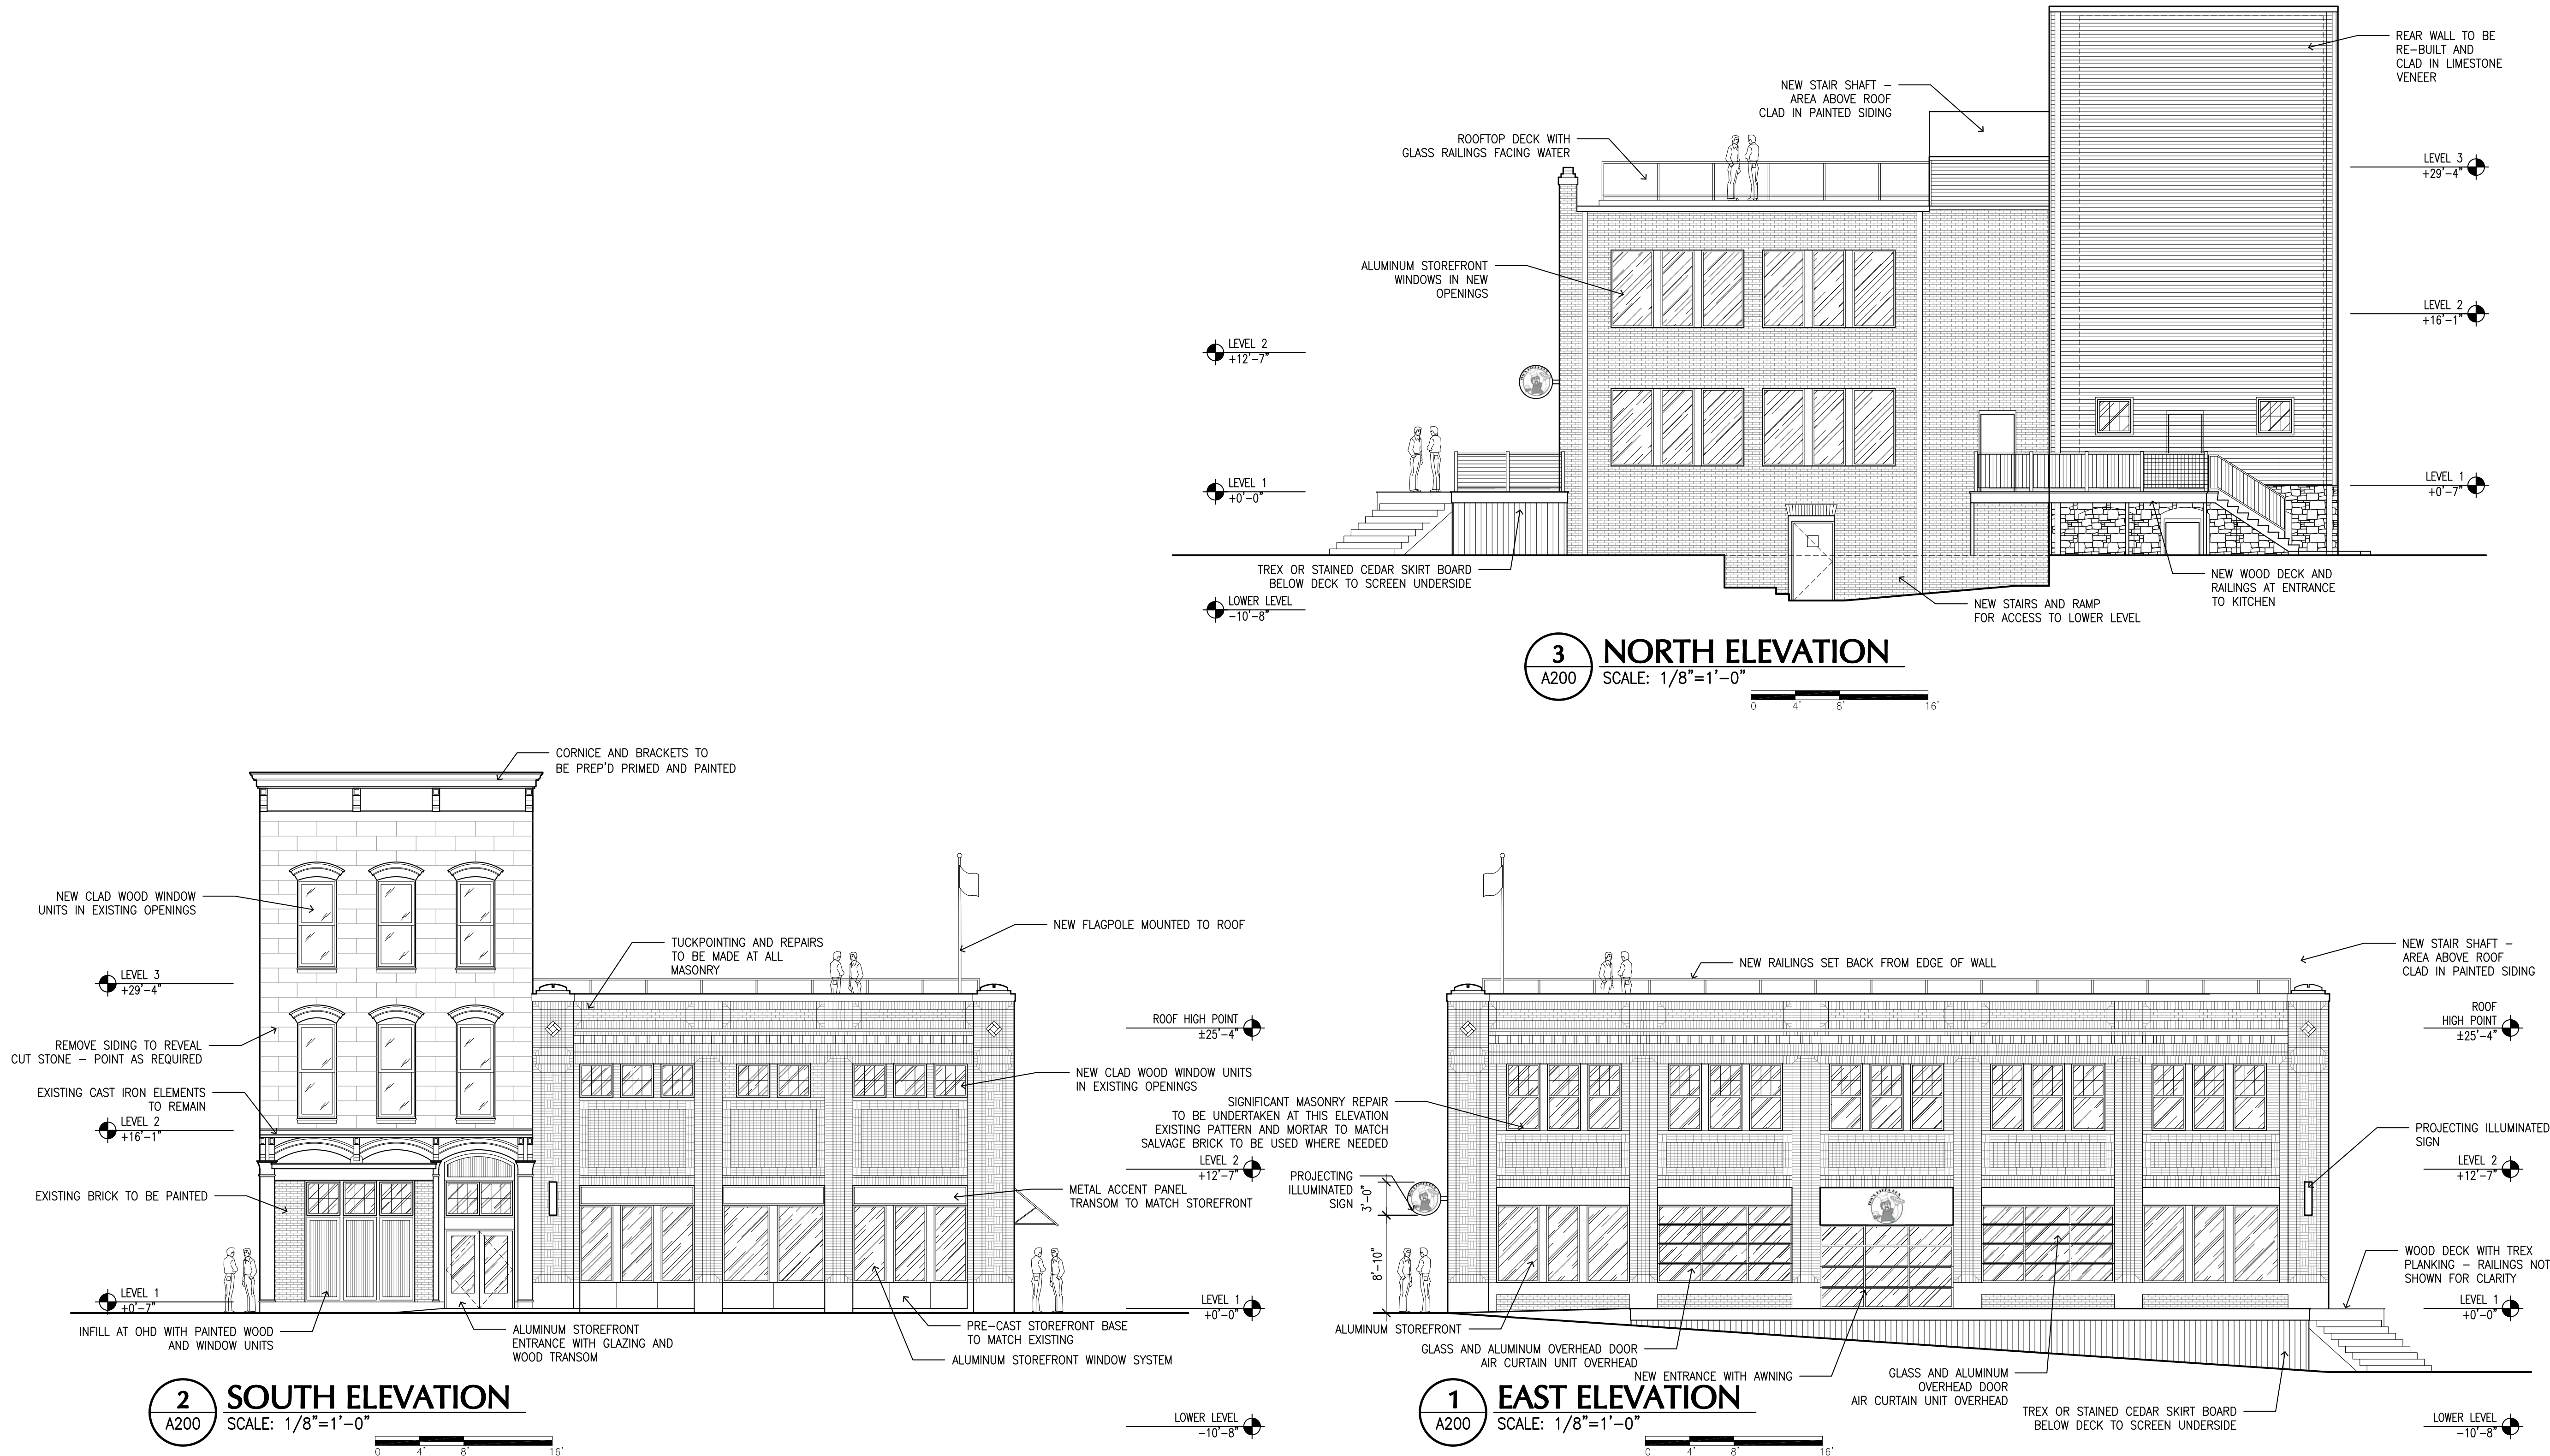 REAR WALL TO BE
RE-BUILT AND
CLAD IN LIMESTONE
VENEER
NEW STAIR SHAFT –
AREA ABOVE ROOF
CLAD IN PAINTED SIDING
ROOFTOP DECK WITH
GLASS RAILINGS FACING WATER
LEVEL 3
+29'-4"
ALUMINUM STOREFRONT
WINDOWS IN NEW
OPENINGS
LEVEL 2
+16'-1"
LEVEL 2
+12'-7"
LEVEL 1
+0'-0"
LEVEL 1
+0'-7"
TREX OR STAINED CEDAR SKIRT BOARD
BELOW DECK TO SCREEN UNDERSIDE
NEW WOOD DECK AND
RAILINGS AT ENTRANCE
TO KITCHEN
LOWER LEVEL
-10'-8"
NEW STAIRS AND RAMP
FOR ACCESS TO LOWER LEVEL
3
A200
NORTH ELEVATION
SCALE: 1/8"=1'-0"
0 4' 8' 16'
CORNICE AND BRACKETS TO
BE PREP'D PRIMED AND PAINTED
NEW CLAD WOOD WINDOW
UNITS IN EXISTING OPENINGS
NEW FLAGPOLE MOUNTED TO ROOF
TUCKPOINTING AND REPAIRS
TO BE MADE AT ALL
MASONRY
LEVEL 3
+29'-4"
ROOF HIGH POINT
±25'-4"
REMOVE SIDING TO REVEAL
CUT STONE – POINT AS REQUIRED
NEW CLAD WOOD WINDOW UNITS
IN EXISTING OPENINGS
EXISTING CAST IRON ELEMENTS
TO REMAIN
LEVEL 2
+16'-1"
LEVEL 2
+12'-7"
EXISTING BRICK TO BE PAINTED
METAL ACCENT PANEL
TRANSOM TO MATCH STOREFRONT
LEVEL 1
+0'-7"
LEVEL 1
+0'-0"
INFILL AT OHD WITH PAINTED WOOD
AND WINDOW UNITS
ALUMINUM STOREFRONT
ENTRANCE WITH GLAZING AND
WOOD TRANSOM
PRE-CAST STOREFRONT BASE
TO MATCH EXISTING
ALUMINUM STOREFRONT WINDOW SYSTEM
2
A200
SOUTH ELEVATION
SCALE: 1/8"=1'-0"
0 4' 8' 16'
LOWER LEVEL
-10'-8"
NEW RAILINGS SET BACK FROM EDGE OF WALL
NEW STAIR SHAFT –
AREA ABOVE ROOF
CLAD IN PAINTED SIDING
ROOF
HIGH POINT
±25'-4"
SIGNIFICANT MASONRY REPAIR
TO BE UNDERTAKEN AT THIS ELEVATION
EXISTING PATTERN AND MORTAR TO MATCH
SALVAGE BRICK TO BE USED WHERE NEEDED
PROJECTING ILLUMINATED
SIGN
PROJECTING
ILLUMINATED
SIGN
3'-0"
8'-10"
LEVEL 2
+12'-7"
WOOD DECK WITH TREX
PLANKING – RAILINGS NOT
SHOWN FOR CLARITY
LEVEL 1
+0'-0"
ALUMINUM STOREFRONT
GLASS AND ALUMINUM OVERHEAD DOOR
AIR CURTAIN UNIT OVERHEAD
NEW ENTRANCE WITH AWNING
GLASS AND ALUMINUM
OVERHEAD DOOR
AIR CURTAIN UNIT OVERHEAD
TREX OR STAINED CEDAR SKIRT BOARD
BELOW DECK TO SCREEN UNDERSIDE
1
A200
EAST ELEVATION
SCALE: 1/8"=1'-0"
0 4' 8' 16'
LOWER LEVEL
-10'-8"